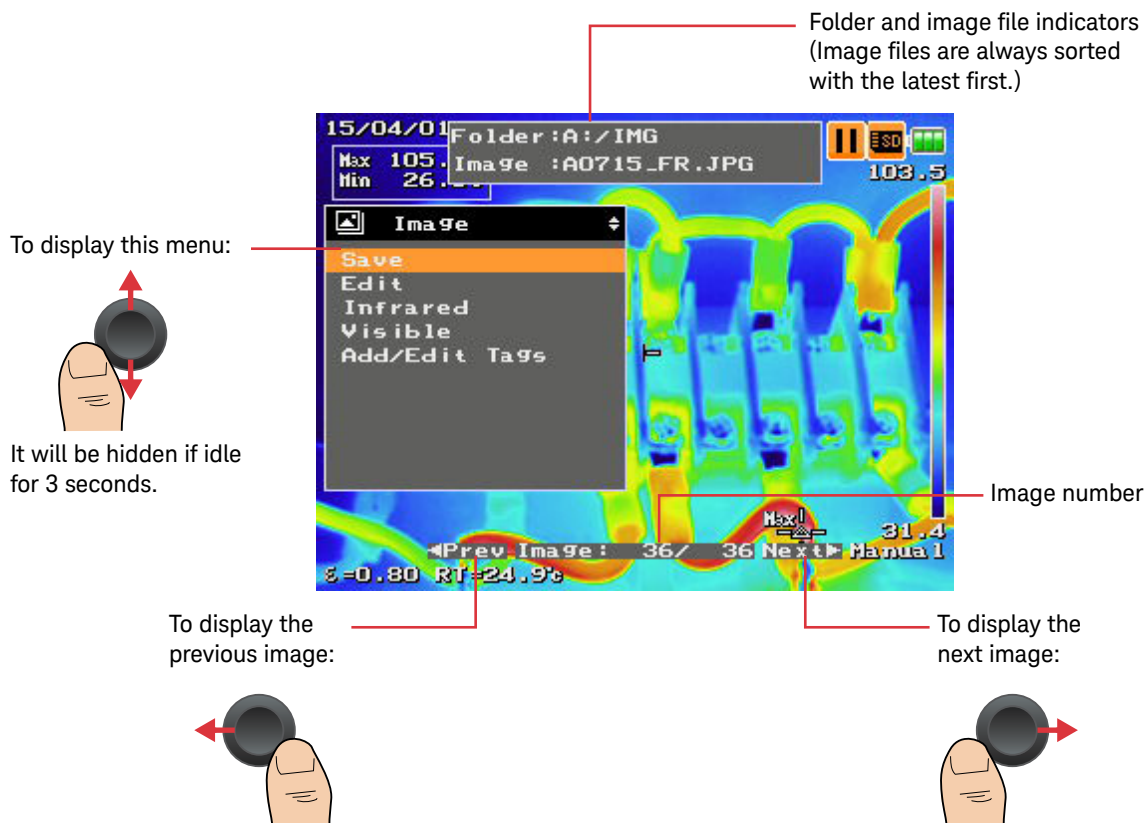 Folder and image file indicators
(Image files are always sorted
with the latest first.)
15/04/01
Folder:A:/IMG
Image :A0715_FR.JPG
SD
Max 105.
Min 26.
103.5
Image
Save
Edit
Infrared
Visible
Add/Edit Tags
To display this menu:
It will be hidden if idle
for 3 seconds.
Image number
Max
31.4
◀Prev Image: 36/ 36 Next▶ Manual
ε=0.80 RT=24.9℃
To display the
previous image:
To display the
next image: